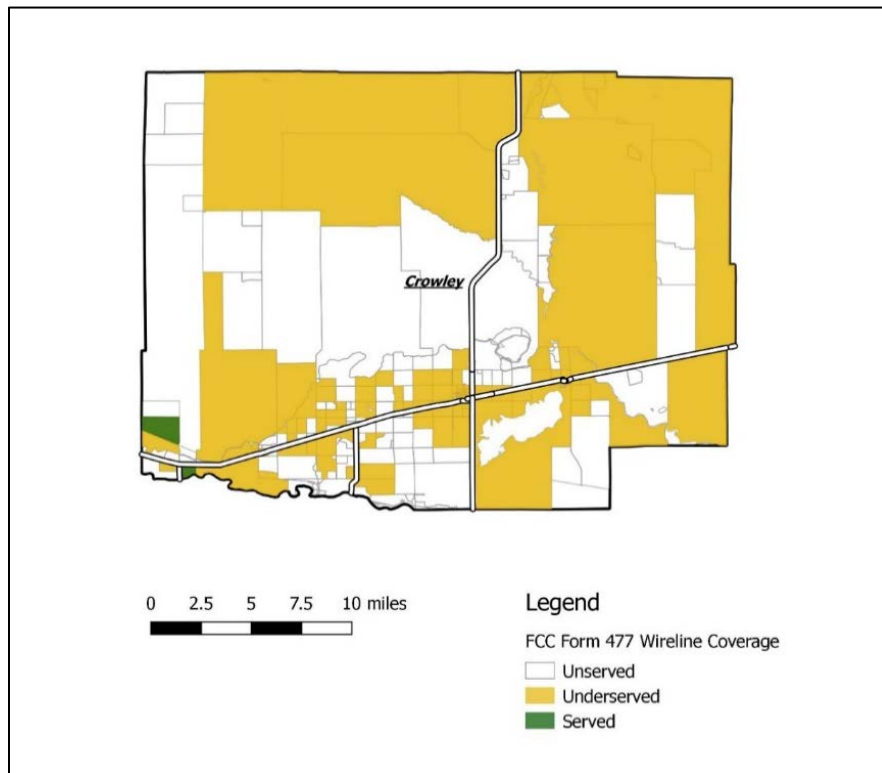 Crowley
0 2.5 5 7.5 10 miles
Legend
FCC Form 477 Wireline Coverage
Unserved
Underserved
Served